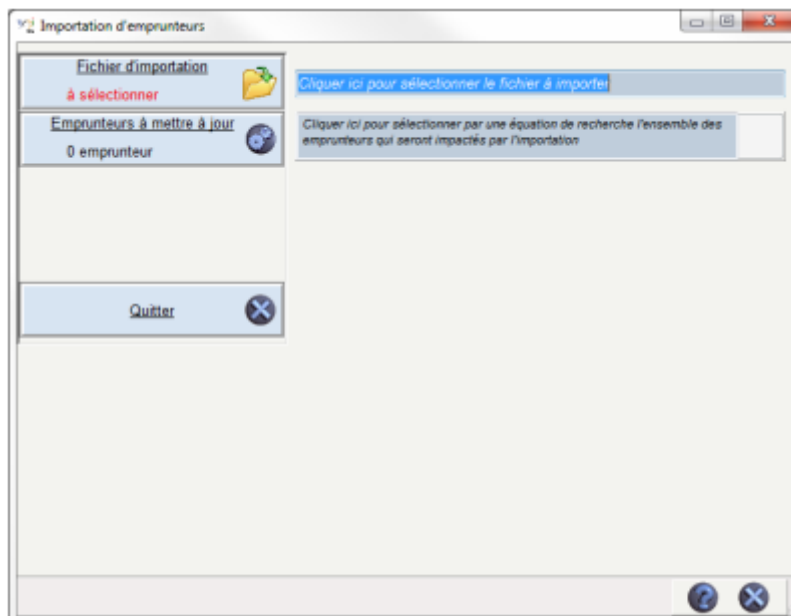 Importation d'emprunteurs
Fichier d'importation
à sélectionner
Cliquer ici pour sélectionner le fichier à importer
Emprunteurs à mettre à jour
0 emprunteur
Cliquer ici pour sélectionner par une équation de recherche l'ensemble des
emprunteurs qui seront impactés par l'importation
Quitter